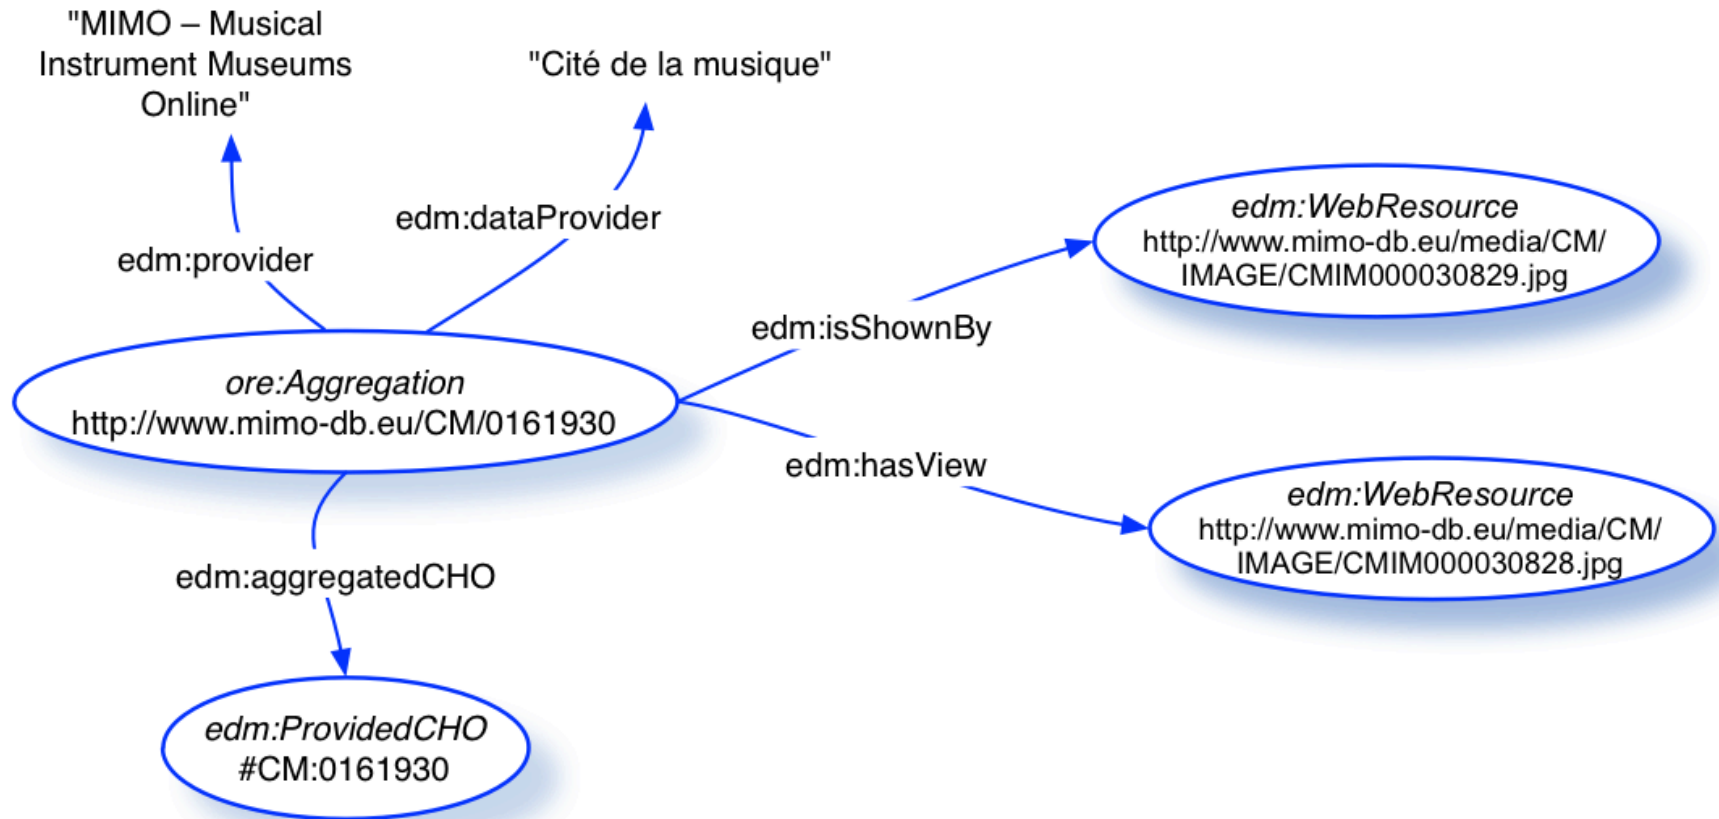 "MIMO – Musical
Instrument Museums
Online"
"Cité de la musique"
edm:provider
edm:dataProvider
edm:isShownBy
edm:WebResource
http://www.mimo-db.eu/media/CM/
IMAGE/CMIM000030829.jpg
ore:Aggregation
http://www.mimo-db.eu/CM/0161930
edm:hasView
edm:WebResource
http://www.mimo-db.eu/media/CM/
IMAGE/CMIM000030828.jpg
edm:aggregatedCHO
edm:ProvidedCHO
#CM:0161930